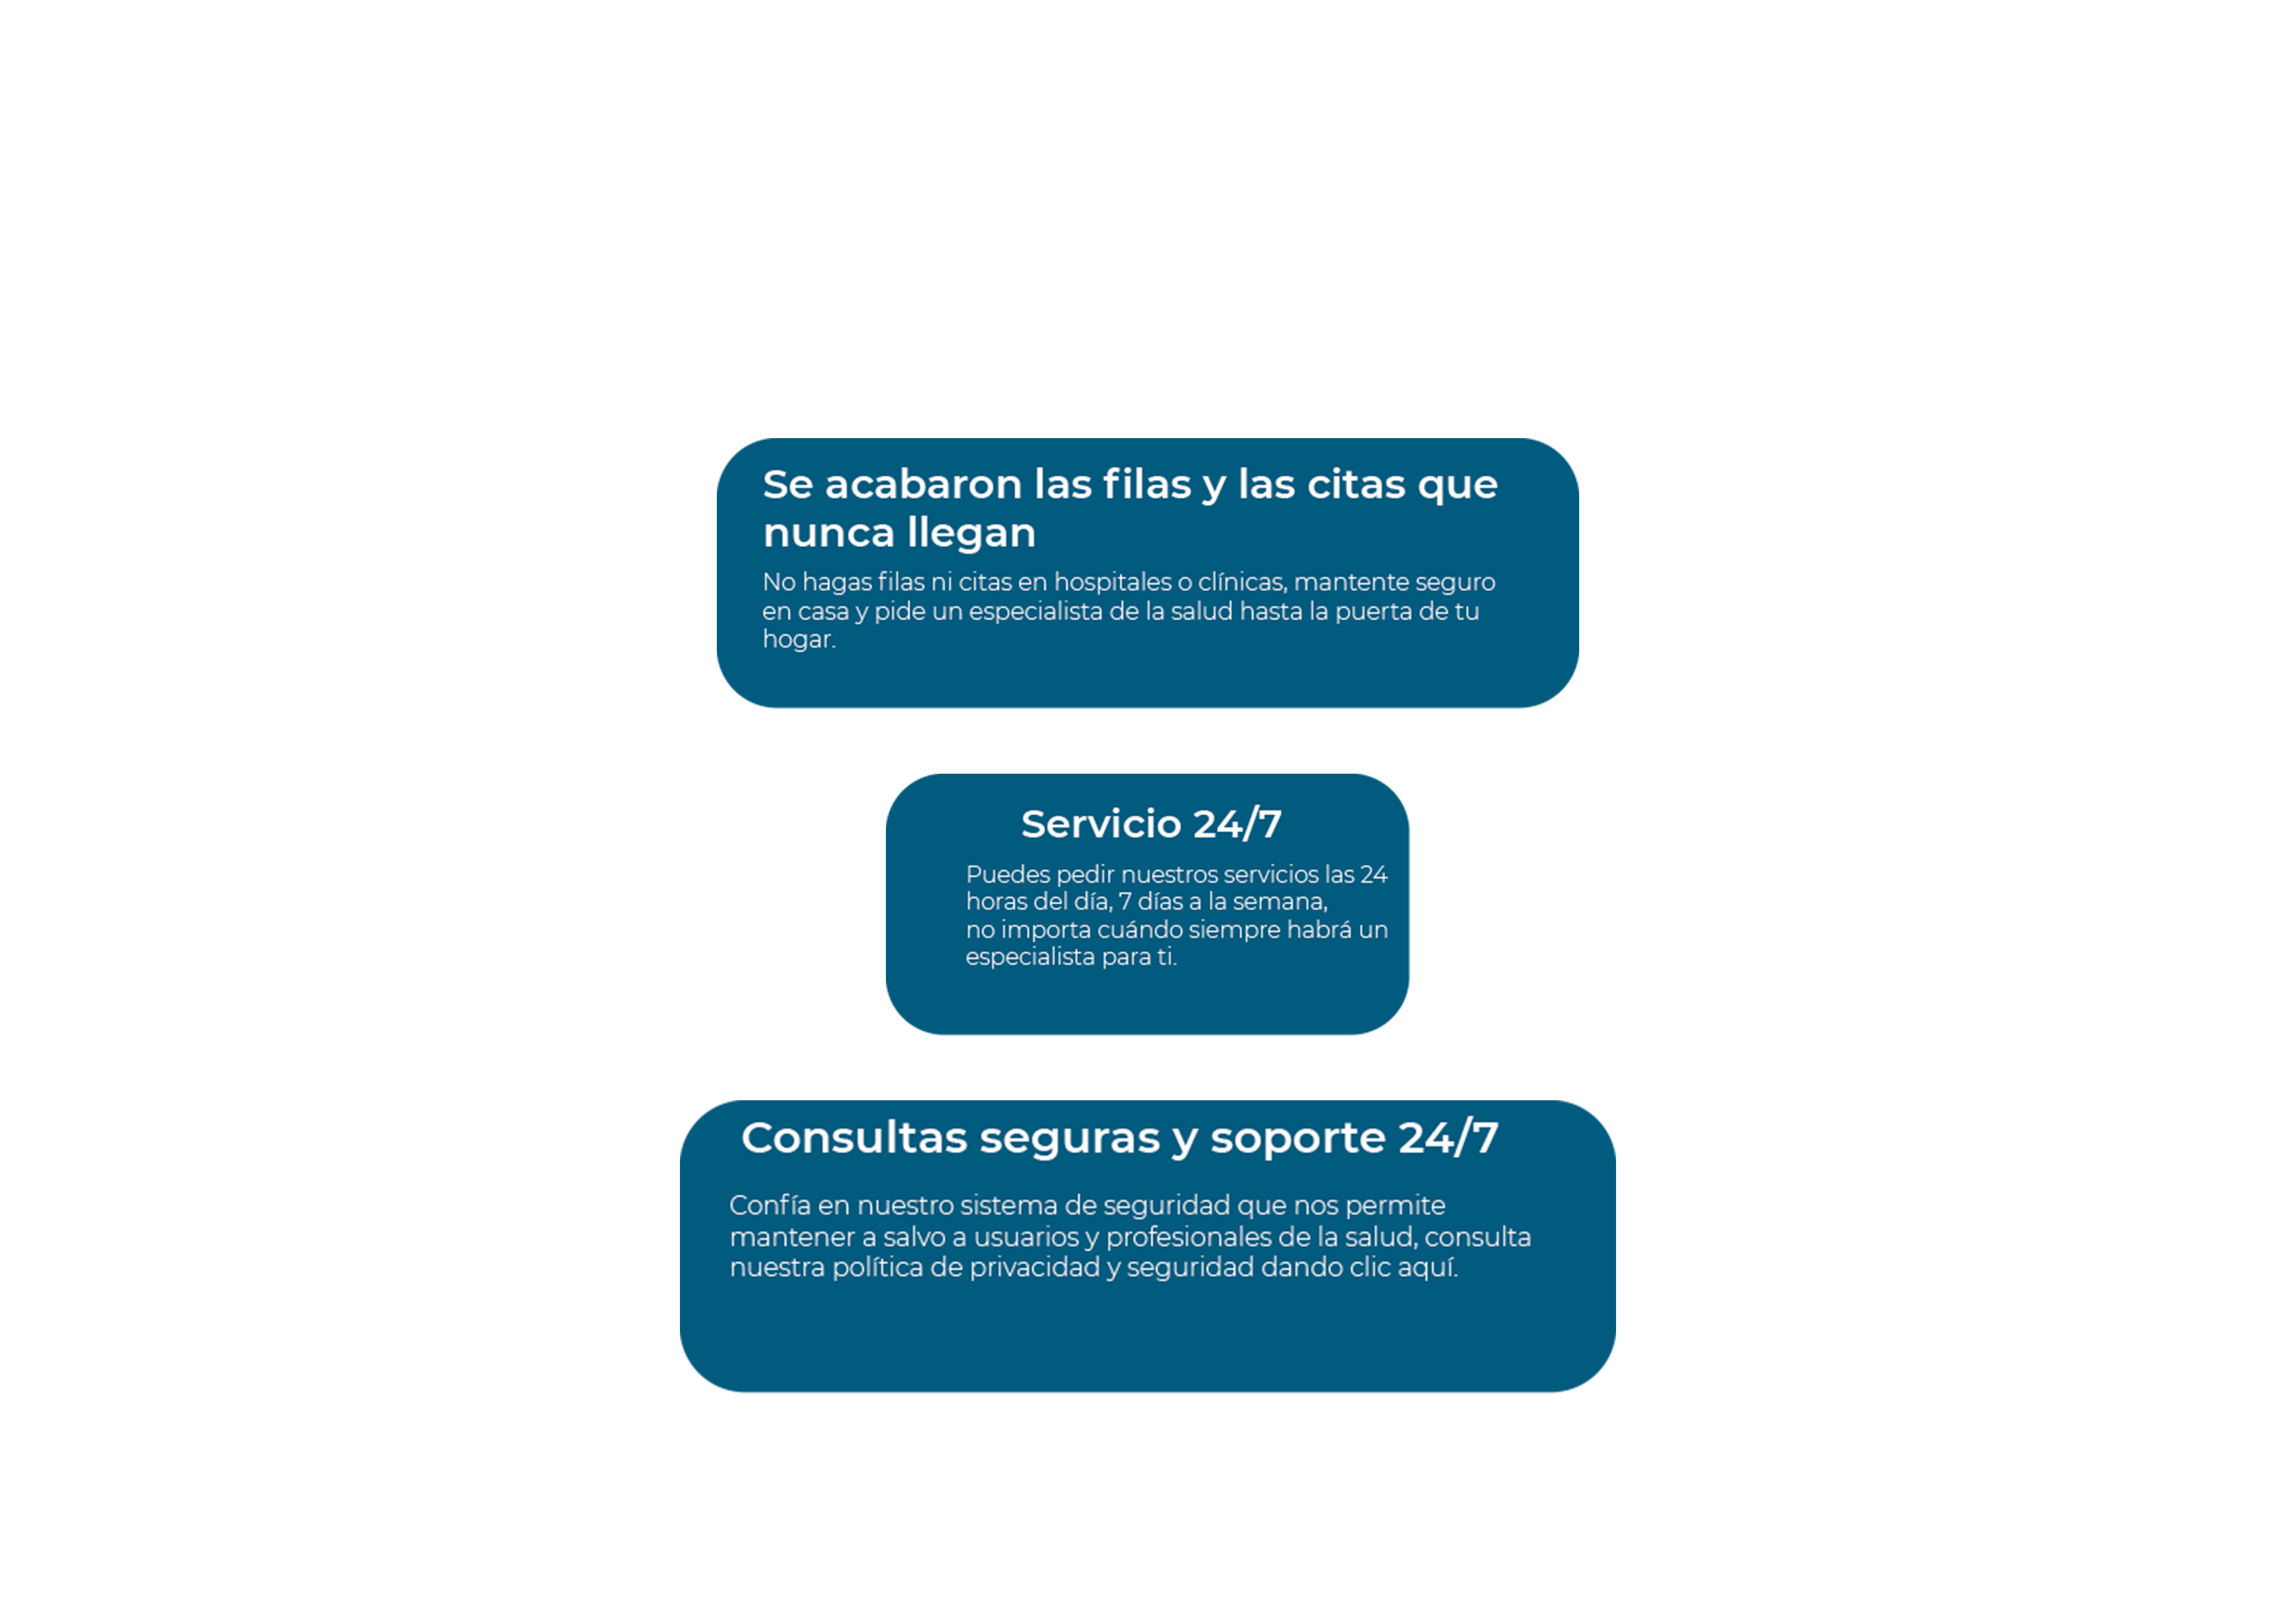 Se acabaron las filas y las citas que
nunca llegan
No hagas filas ni citas en hospitales o clínicas, mantente seguro
en casa y pide un especialista de la salud hasta la puerta de tu
hogar.
Servicio 24/7
Puedes pedir nuestros servicios las 24
horas del día, 7 días a la semana,
no importa cuándo siempre habrá un
especialista para ti.
Consultas seguras y soporte 24/7
Confía en nuestro sistema de seguridad que nos permite
mantener a salvo a usuarios y profesionales de la salud, consulta
nuestra política de privacidad y seguridad dando clic aquí.